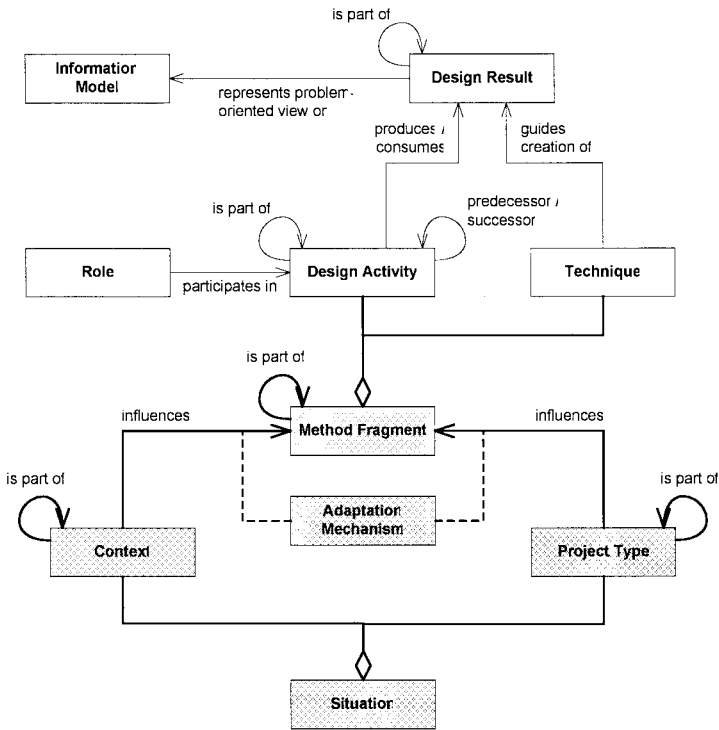 is part of
Informatior
Model
Design Result
represents problem-
oriented view or
produces /
consumes
guides
creation of
is part of
predecessor /
successor
Role
Design Activity
Technique
participates in
is part of
influences
Method Fragment
influences
is part of
is part of
Adaptation
Mechanism
Context
Project Type
Situation